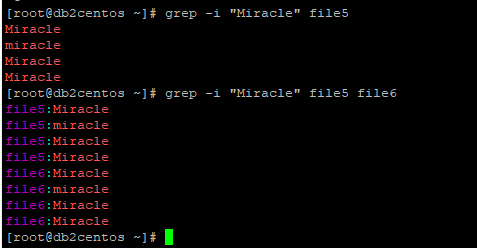 [root@db2centos ~]# grep -i "Miracle" file5
Miracle
miracle
Miracle
Miracle
[root@db2centos ~]# grep -i "Miracle" file5 file6
file5:Miracle
file5:miracle
file5:Miracle
file5:Miracle
file6:Miracle
file6:miracle
file6:Miracle
file6:Miracle
[root@db2centos ~]#